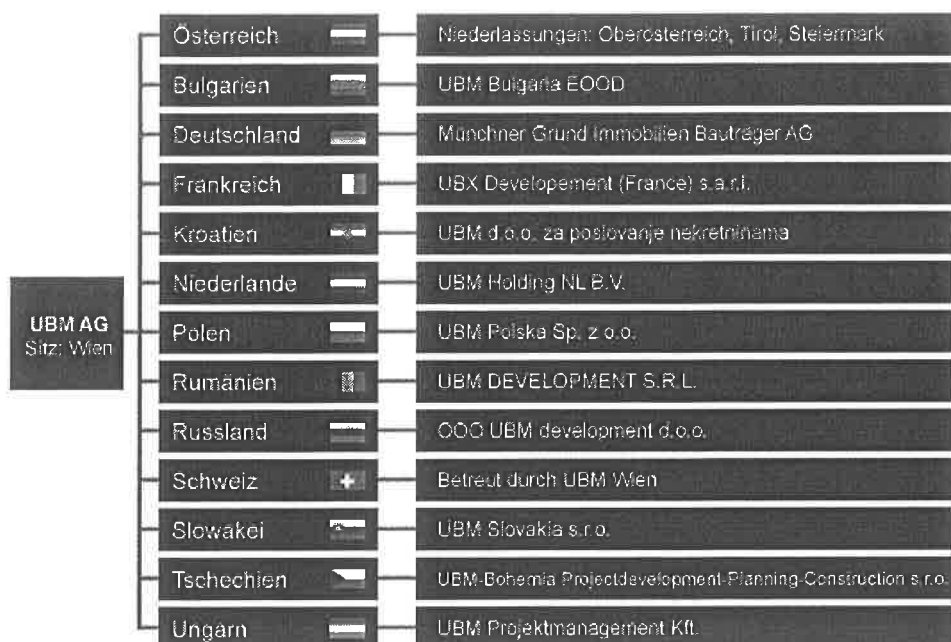 Österreich
Niederlassungen: Oberösterreich, Tirol, Steiermark
Bulgarien
UBM Bulgaria EOOD
Deutschland
Münchner Grund Immobilien Bauträger AG
Frankreich
UBX Developement (France) s.a.r.l.
Kroatien
UBM d.o.o. za poslovanje nekretninama
Niederlande
UBM Holding NL B.V.
UBM AG
Sitz: Wien
Polen
UBM Polska Sp. z o.o.
Rumänien
UBM DEVELOPMENT S.R.L.
Russland
OOO UBM development d.o.o.
Schweiz
Betreut durch UBM Wien
Slowakei
UBM Slovakia s.r.o.
Tschechien
UBM-Bohemia Projectdevelopment-Planning-Construction s.r.o.
Ungarn
UBM Projektmanagement Kft.